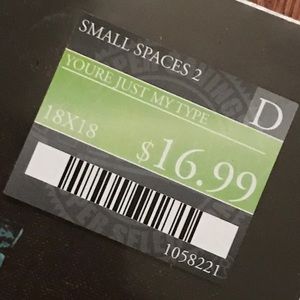 SMALL SPACES 2
D
YOURE JUST MY TYPE
18X18
$16.99
1058221